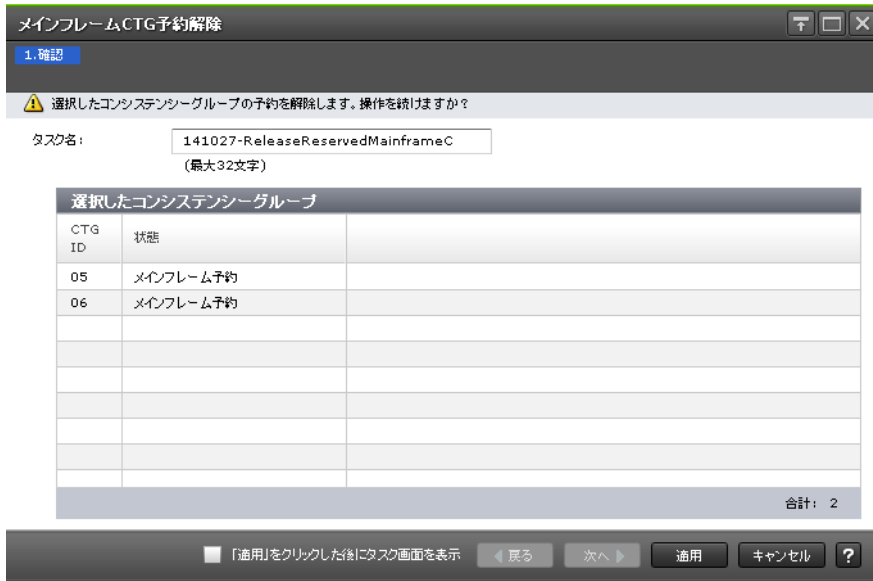 メインフレームCTG予約解除
1.確認
選択したコンシステンシーグループの予約を解除します。操作を続けますか？
タスク名: 141027-ReleaseReservedMainframeC
(最大32文字)
選択したコンシステンシーグループ
CTG ID 状態
05 メインフレーム予約
06 メインフレーム予約
合計: 2
「適用」をクリックした後にタスク画面を表示 戻る 次へ 適用 キャンセル ?